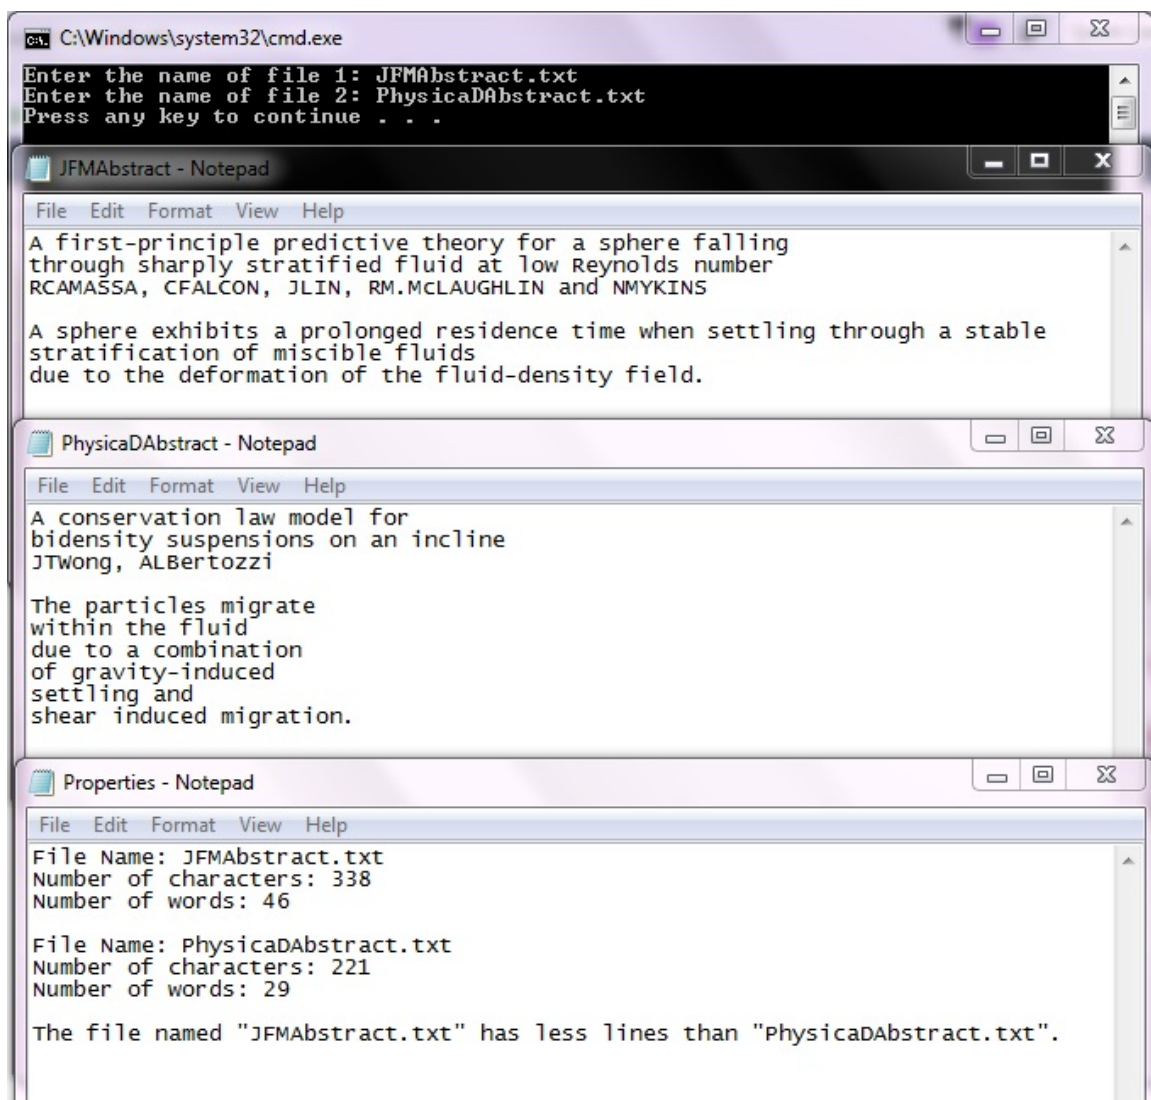 C:\Windows\system32\cmd.exe
Enter the name of file 1: JFMAbstract.txt
Enter the name of file 2: PhysicaDAbstract.txt
Press any key to continue . . .
JFMAbstract - Notepad
File Edit Format View Help
A first-principle predictive theory for a sphere falling
through sharply stratified fluid at low Reynolds number
RCAMASSA, CFALCON, JLIN, RM.McLAUGHLIN and NMYKINS

A sphere exhibits a prolonged residence time when settling through a stable
stratification of miscible fluids
due to the deformation of the fluid-density field.
PhysicaDAbstract - Notepad
File Edit Format View Help
A conservation law model for
bidensity suspensions on an incline
JTWong, ALBertozzi

The particles migrate
within the fluid
due to a combination
of gravity-induced
settling and
shear induced migration.
Properties - Notepad
File Edit Format View Help
File Name: JFMAbstract.txt
Number of characters: 338
Number of words: 46

File Name: PhysicaDAbstract.txt
Number of characters: 221
Number of words: 29

The file named "JFMAbstract.txt" has less lines than "PhysicaDAbstract.txt".